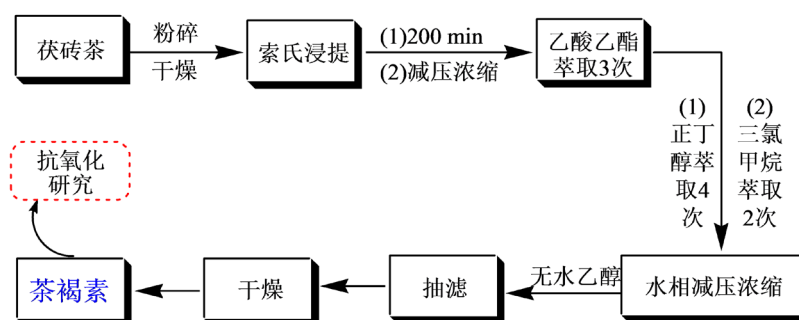 茯砖茶
粉碎
干燥
索氏浸提
(1)200 min
(2)减压浓缩
乙酸乙酯
萃取3次
(1)
正丁
醇萃
取4
次
(2)
三氯
甲烷
萃取
2次
水相减压浓缩
无水乙醇
抽滤
干燥
茶褐素
抗氧化
研究